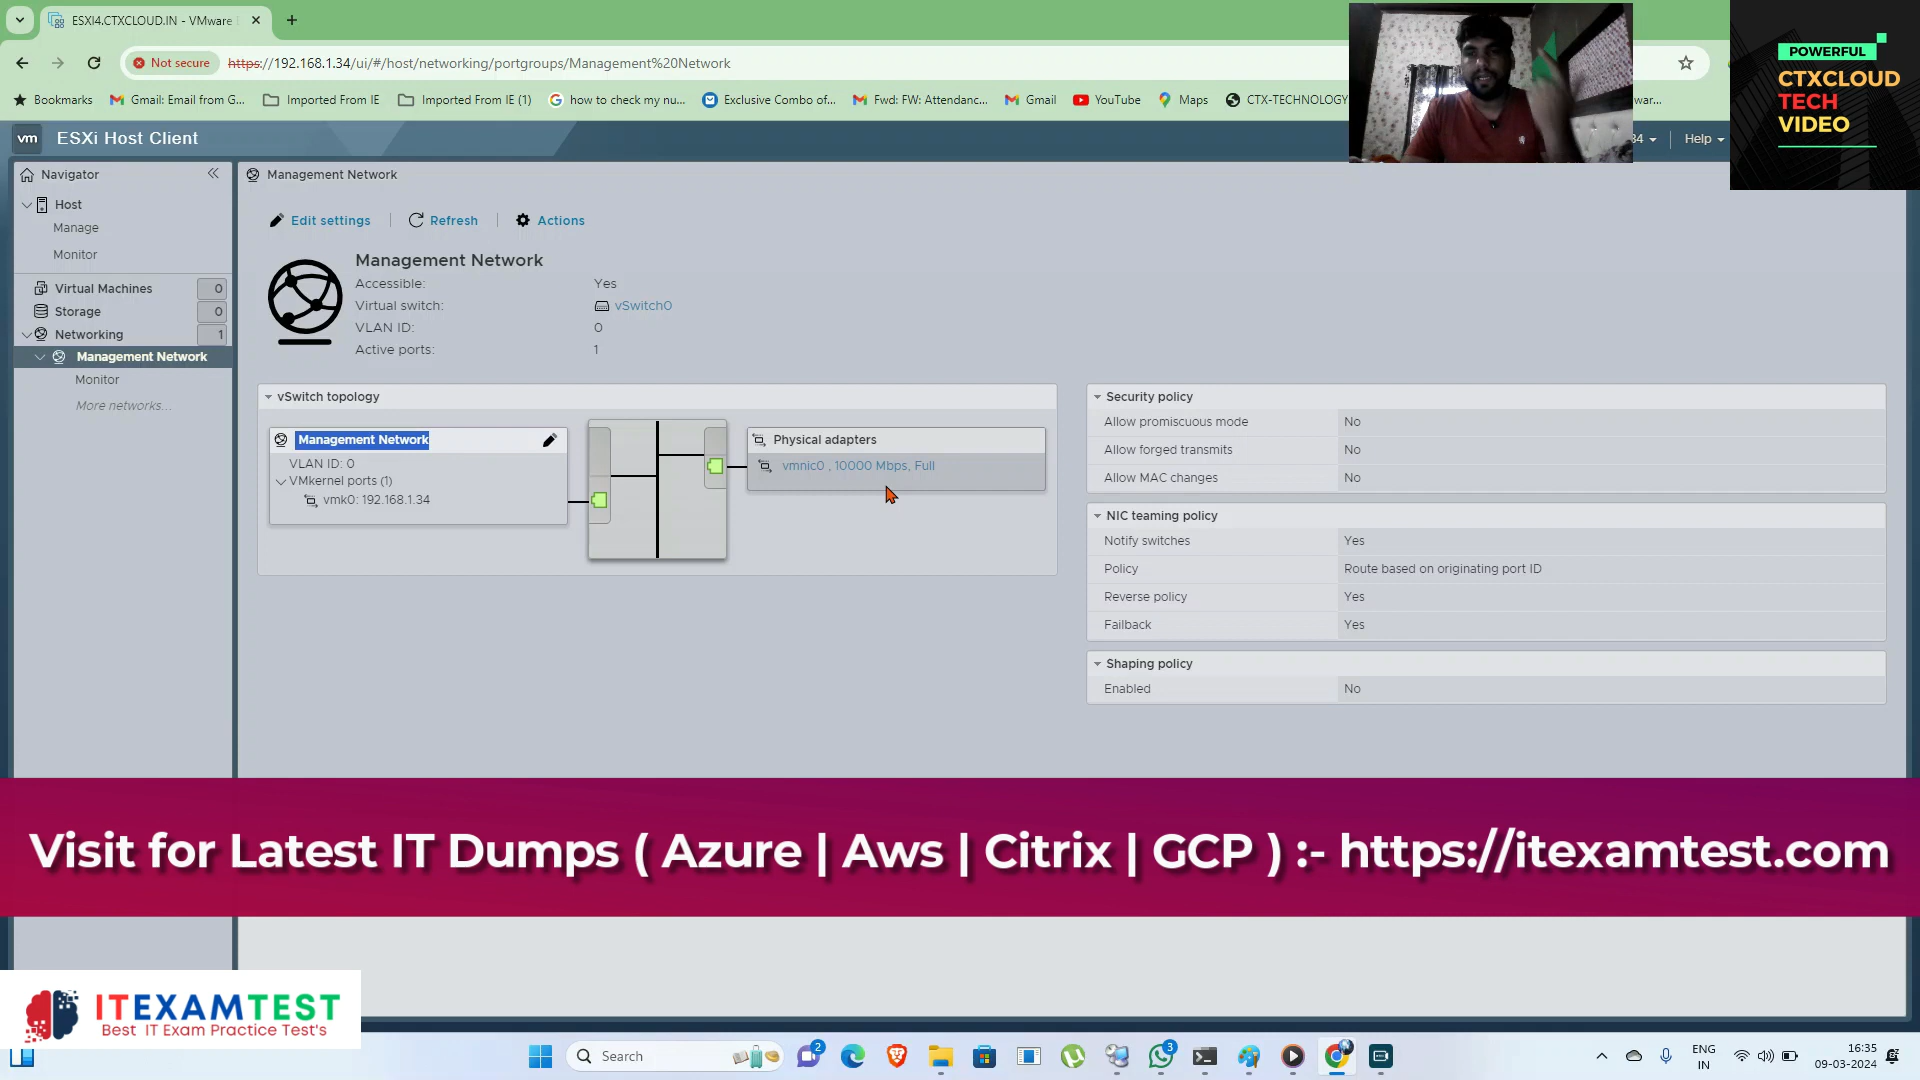 ESXI4.CTXCLOUD.IN - VMware
Not secure
https://192.168.1.34/ui/#/host/networking/portgroups/Management%20Network
Bookmarks
Gmail: Email from G...
Imported From IE
Imported From IE (1)
how to check my nu...
Exclusive Combo of...
Fwd: FW: Attendanc...
Gmail
YouTube
Maps
CTX-TECHNOLOGY
POWERFUL
CTXCLOUD
TECH
VIDEO
vm
ESXi Host Client
Help
Navigator
Host
Manage
Monitor
Virtual Machines 0
Storage 0
Networking 1
Management Network
Monitor
More networks...
Management Network
Edit settings
Refresh
Actions
Management Network
Accessible: Yes
Virtual switch: vSwitch0
VLAN ID: 0
Active ports: 1
vSwitch topology
Management Network
VLAN ID: 0
VMkernel ports (1)
vmk0: 192.168.1.34
Physical adapters
vmnic0 , 10000 Mbps, Full
Security policy
Allow promiscuous mode No
Allow forged transmits No
Allow MAC changes No
NIC teaming policy
Notify switches Yes
Policy Route based on originating port ID
Reverse policy Yes
Failback Yes
Shaping policy
Enabled No
Visit for Latest IT Dumps ( Azure | Aws | Citrix | GCP ) :- https://itexamtest.com
ITEXAMTEST
Best IT Exam Practice Test's
Search
2
3
ENG
IN
16:35
09-03-2024